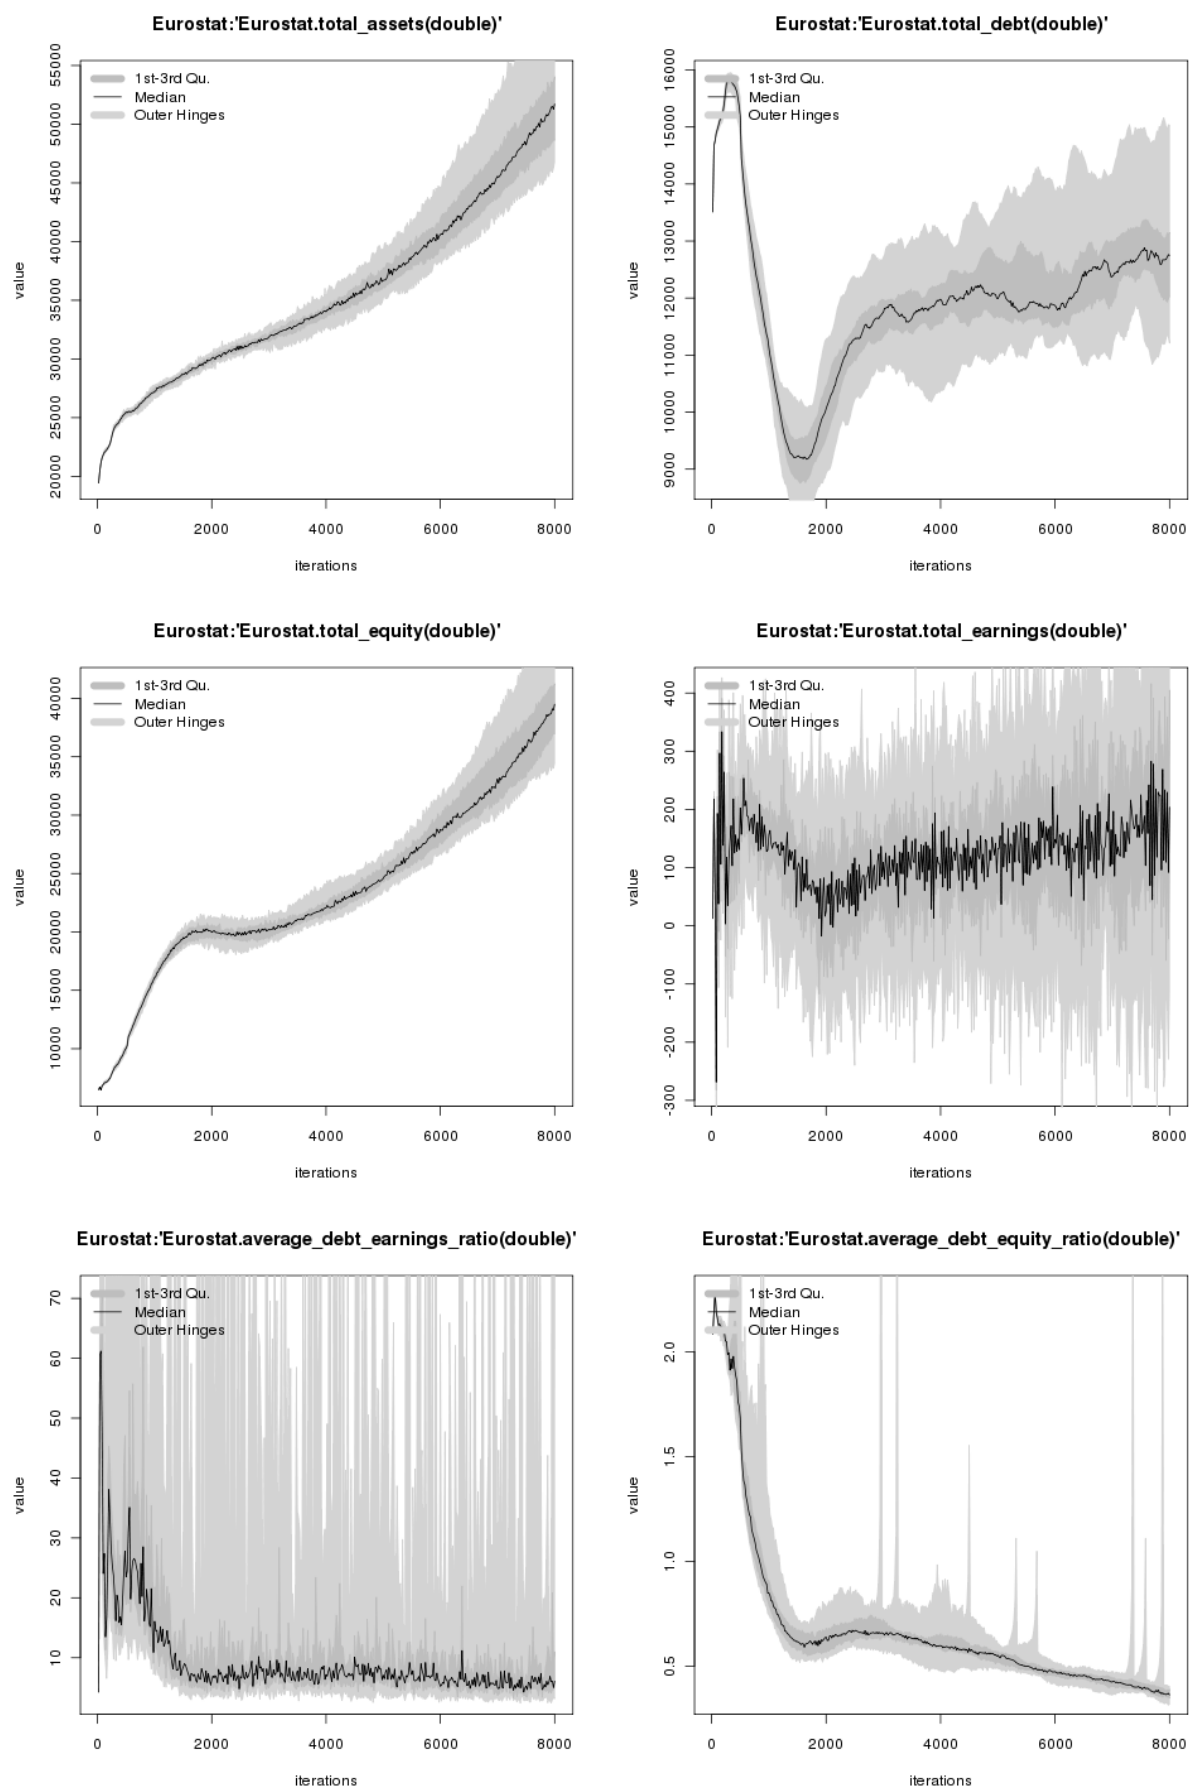 Eurostat:'Eurostat.total_assets(double)'
1st-3rd Qu.
Median
Outer Hinges
value
20000 25000 30000 35000 40000 45000 50000 55000
0 2000 4000 6000 8000
iterations
Eurostat:'Eurostat.total_debt(double)'
1st-3rd Qu.
Median
Outer Hinges
value
9000 10000 11000 12000 13000 14000 15000 16000
0 2000 4000 6000 8000
iterations
Eurostat:'Eurostat.total_equity(double)'
1st-3rd Qu.
Median
Outer Hinges
value
10000 15000 20000 25000 30000 35000 40000
0 2000 4000 6000 8000
iterations
Eurostat:'Eurostat.total_earnings(double)'
1st-3rd Qu.
Median
Outer Hinges
value
-300 -200 -100 0 100 200 300 400
0 2000 4000 6000 8000
iterations
Eurostat:'Eurostat.average_debt_earnings_ratio(double)'
1st-3rd Qu.
Median
Outer Hinges
value
10 20 30 40 50 60 70
0 2000 4000 6000 8000
iterations
Eurostat:'Eurostat.average_debt_equity_ratio(double)'
1st-3rd Qu.
Median
Outer Hinges
value
0.5 1.0 1.5 2.0
0 2000 4000 6000 8000
iterations